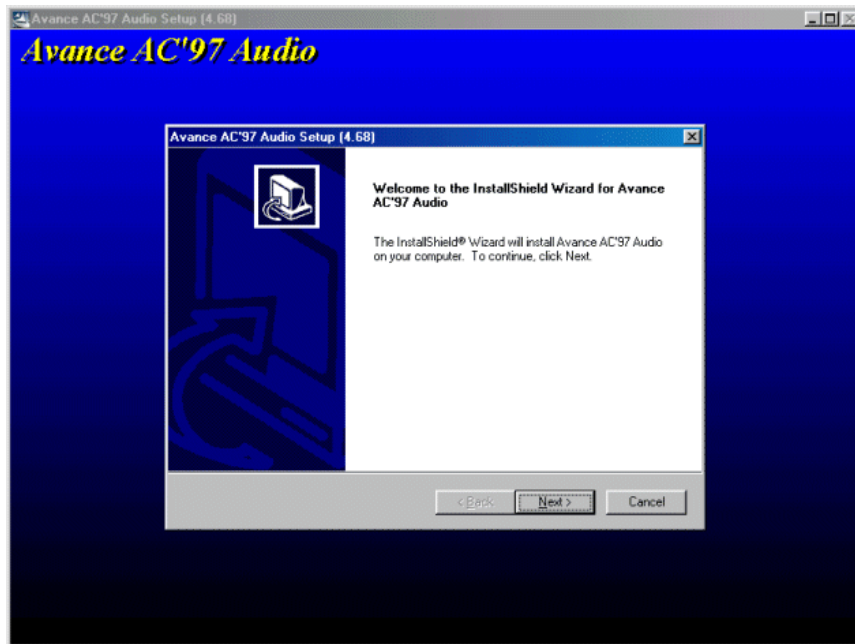 Avance AC'97 Audio Setup (4.68)
Avance AC'97 Audio
Avance AC'97 Audio Setup (4.68)
Welcome to the InstallShield Wizard for Avance
AC'97 Audio
The InstallShield® Wizard will install Avance AC'97 Audio
on your computer. To continue, click Next.
< Back
Next >
Cancel